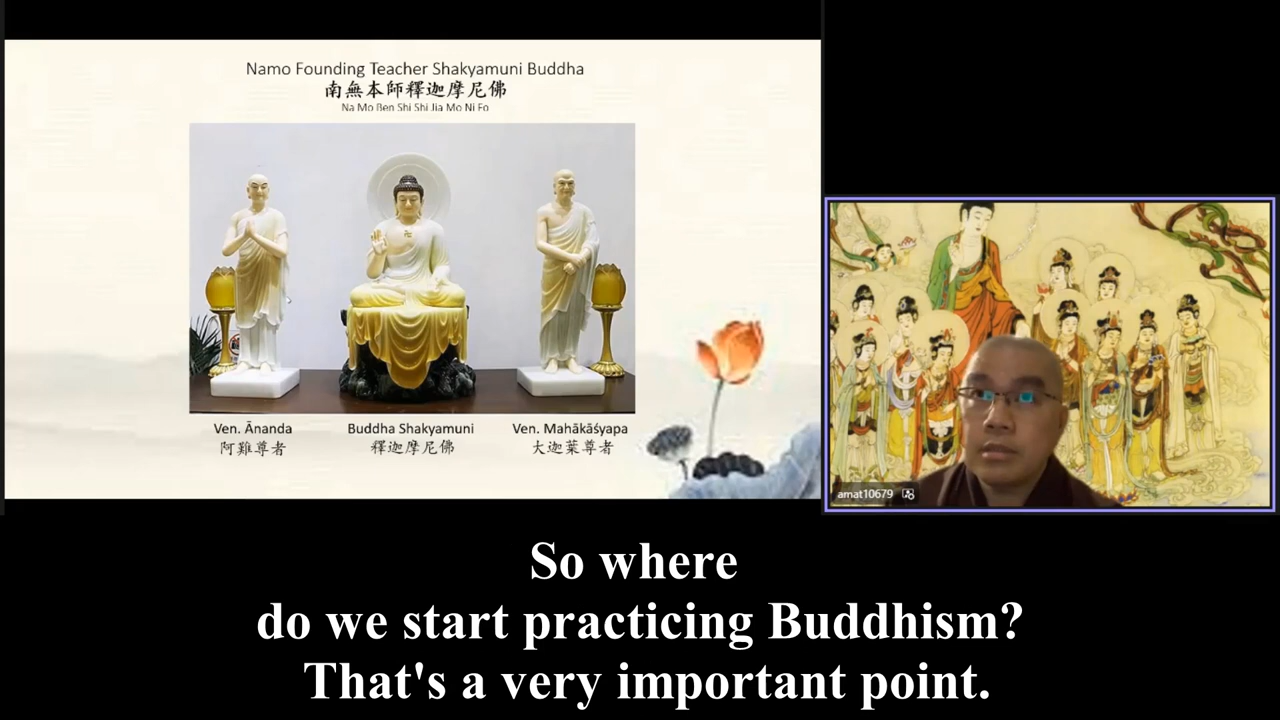 Namo Founding Teacher Shakyamuni Buddha
南無本師釋迦摩尼佛
Na Mo Ben Shi Shi Jia Mo Ni Fo
Ven. Ānanda
阿難尊者
Buddha Shakyamuni
釋迦摩尼佛
Ven. Mahākāśyapa
大迦葉尊者
amat10679
So where
do we start practicing Buddhism?
That's a very important point.